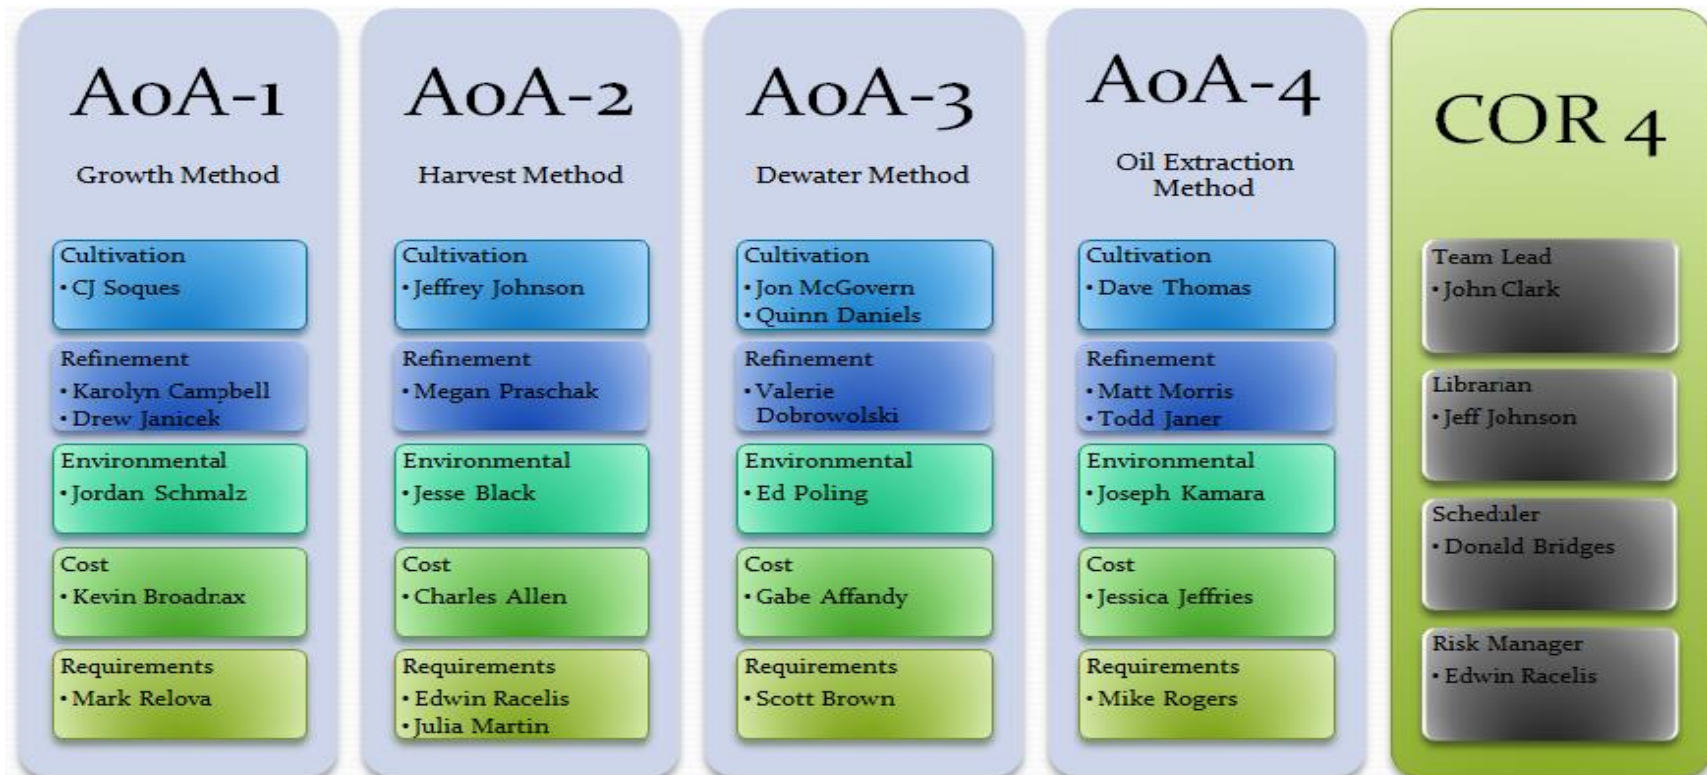 AoA-1
Growth Method
Cultivation
• CJ Soques
Refinement
• Karolyn Campbell
• Drew Janicek
Environmental
• Jordan Schmalz
Cost
• Kevin Broadnax
Requirements
• Mark Relova
AoA-2
Harvest Method
Cultivation
• Jeffrey Johnson
Refinement
• Megan Praschak
Environmental
• Jesse Black
Cost
• Charles Allen
Requirements
• Edwin Racelis
• Julia Martin
AoA-3
Dewater Method
Cultivation
• Jon McGovern
• Quinn Daniels
Refinement
• Valerie
Dobrowolski
Environmental
• Ed Poling
Cost
• Gabe Affandy
Requirements
• Scott Brown
AoA-4
Oil Extraction
Method
Cultivation
• Dave Thomas
Refinement
• Matt Morris
• Todd Janer
Environmental
• Joseph Kamara
Cost
• Jessica Jeffries
Requirements
• Mike Rogers
COR 4
Team Lead
• John Clark
Librarian
• Jeff Johnson
Scheduler
• Donald Bridges
Risk Manager
• Edwin Racelis